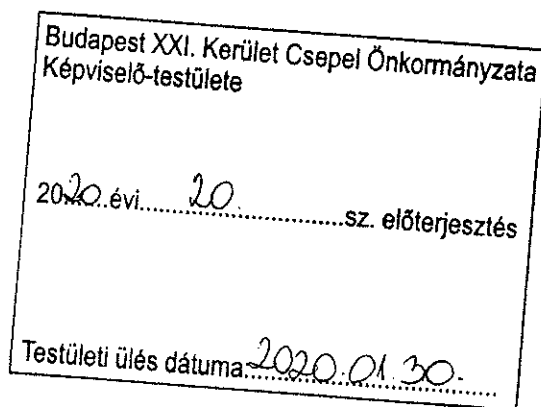 Budapest XXI. Kerület Csepel Önkormányzata
Képviselő-testülete
2020. évi 20. sz. előterjesztés
Testületi ülés dátuma: 2020.01.30.